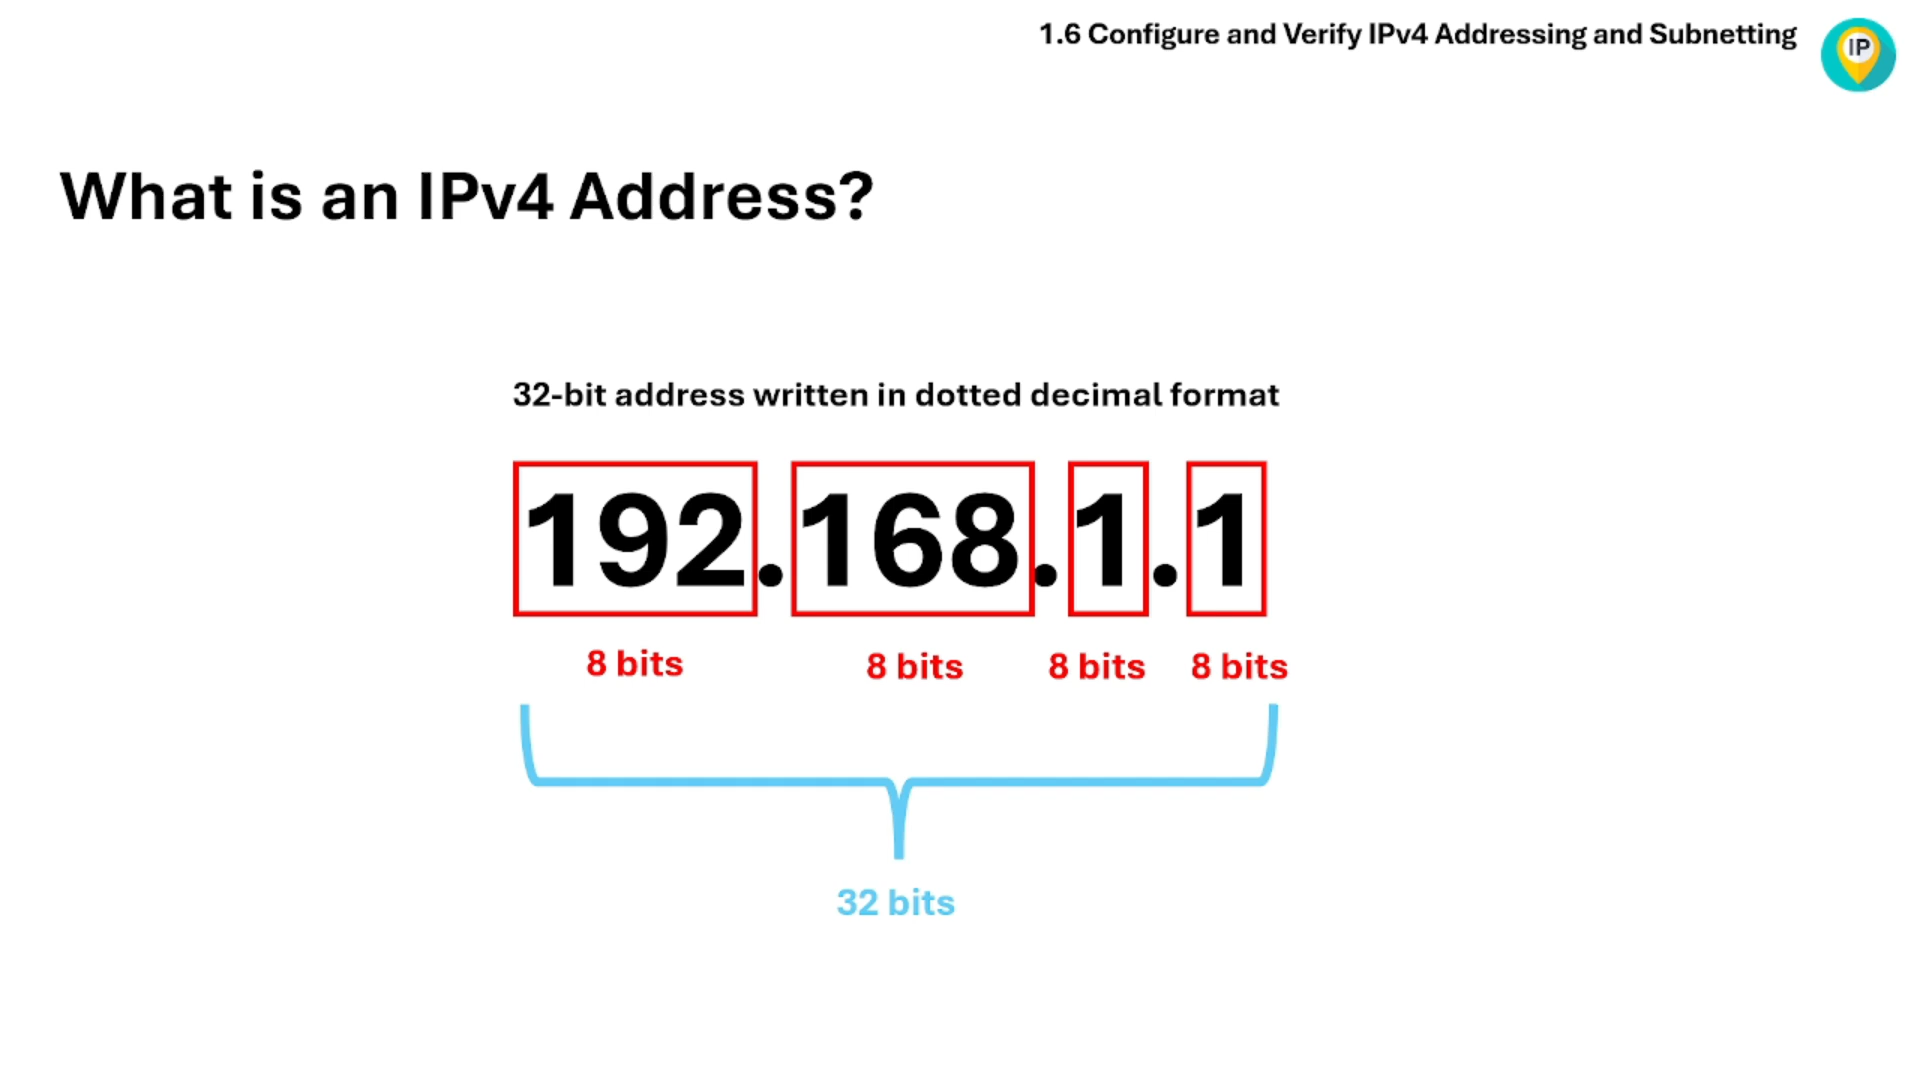 1.6 Configure and Verify IPv4 Addressing and Subnetting
IP
What is an IPv4 Address?
32-bit address written in dotted decimal format
192.168.1.1
8 bits 8 bits 8 bits 8 bits
32 bits